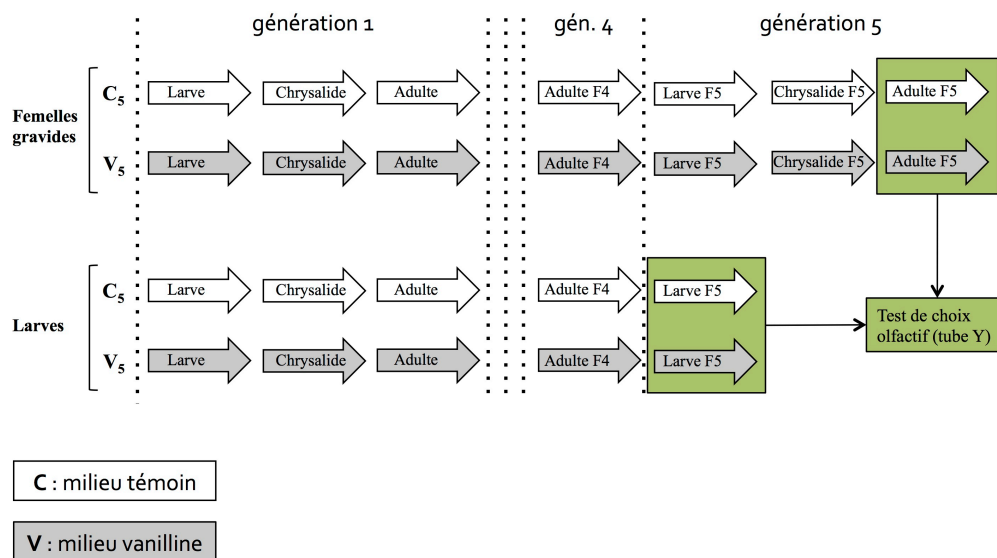 génération 1 gén. 4 génération 5
C5 Larve Chrysalide Adulte Adulte F4 Larve F5 Chrysalide F5 Adulte F5
Femelles
gravides
V5 Larve Chrysalide Adulte Adulte F4 Larve F5 Chrysalide F5 Adulte F5
C5 Larve Chrysalide Adulte Adulte F4 Larve F5
Larves
V5 Larve Chrysalide Adulte Adulte F4 Larve F5
Test de choix
olfactif (tube Y)
C : milieu témoin
V : milieu vanilline